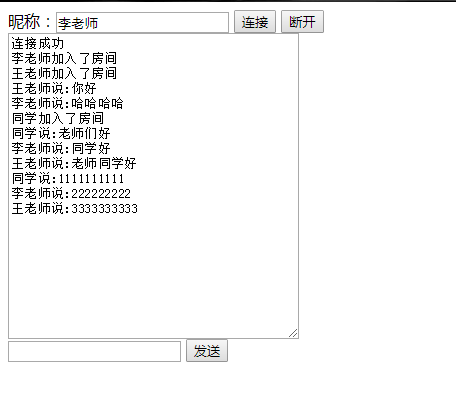 昵称：李老师 连接 断开
连接成功
李老师加入了房间
王老师加入了房间
王老师说:你好
李老师说:哈哈哈哈
同学加入了房间
同学说:老师们好
李老师说:同学好
王老师说:老师同学好
同学说:1111111111
李老师说:222222222
王老师说:3333333333
发送